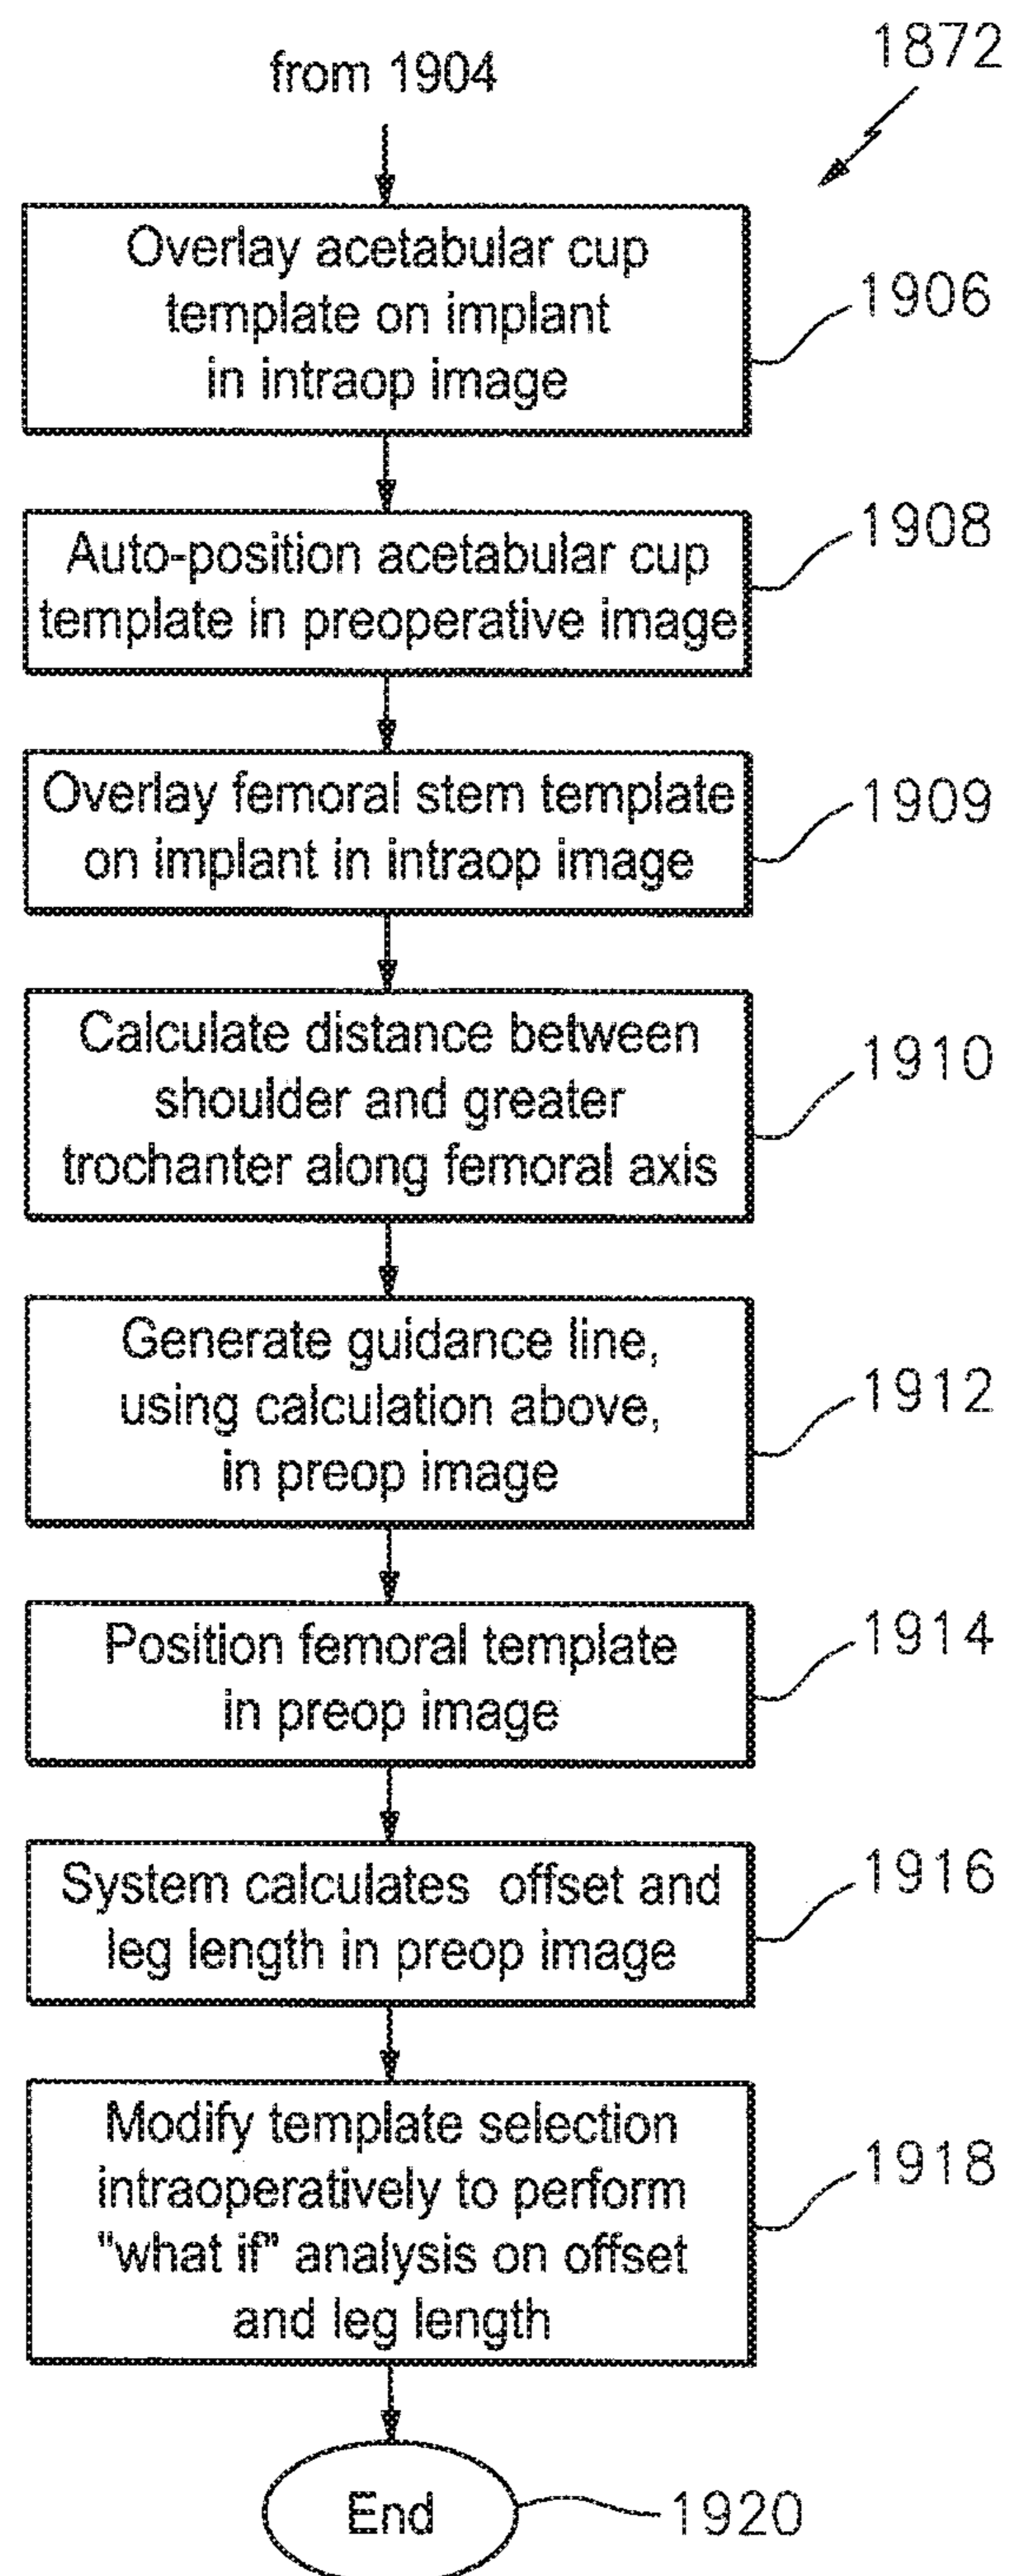 1872
from 1904
Overlay acetabular cup
template on implant
in intraop image
1906
Auto-position acetabular cup
template in preoperative image
1908
Overlay femoral stem template
on implant in intraop image
1909
Calculate distance between
shoulder and greater
trochanter along femoral axis
1910
Generate guidance line,
using calculation above,
in preop image
1912
Position femoral template
in preop image
1914
System calculates offset and
leg length in preop image
1916
Modify template selection
intraoperatively to perform
"what if" analysis on offset
and leg length
1918
End
1920